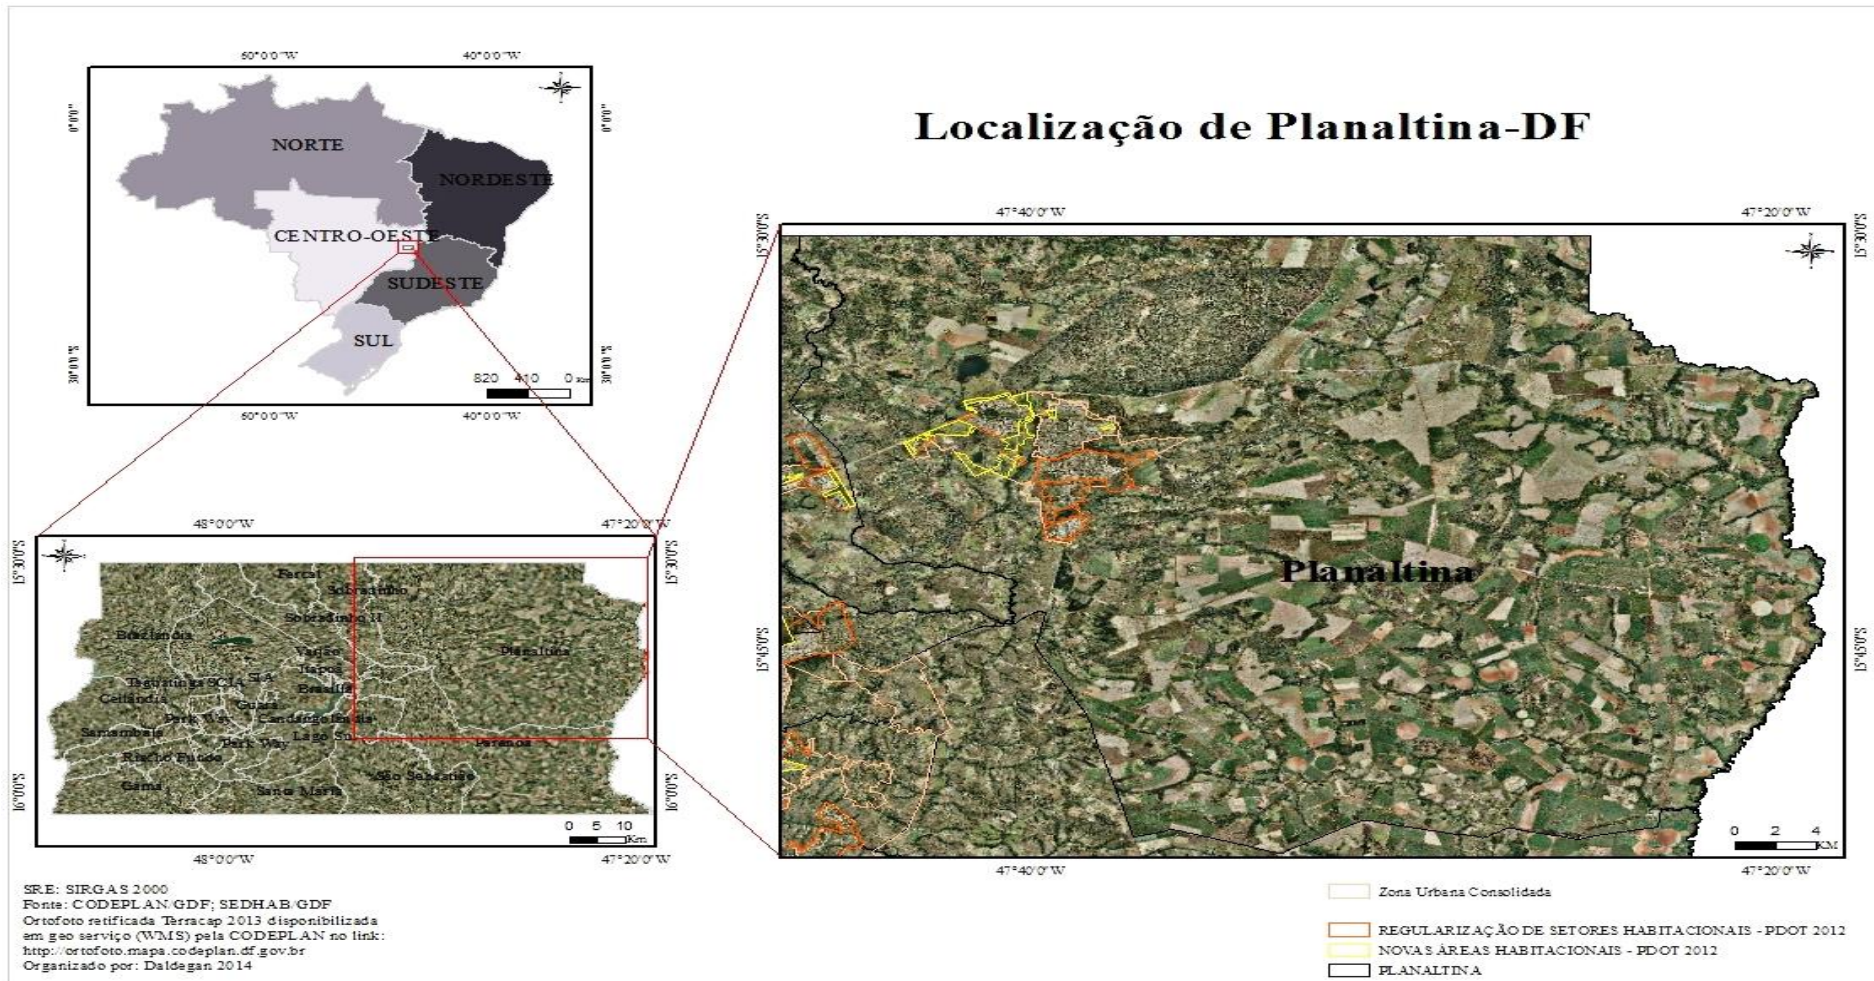 Localização de Planaltina-DF
60°0'0"W 40°0'0"W
0°0'0" 0°0'0"
NORTE
NORDESTE
CENTRO-OESTE
SUDESTE
SUL
30°0'0"S 30°0'0"S
820 410 0 Km
60°0'0"W 40°0'0"W
47°40'0"W 47°20'0"W
15°30'0"S 15°30'0"S
Planaltina
15°45'0"S 15°45'0"S
0 2 4
KM
47°40'0"W 47°20'0"W
48°0'0"W 47°20'0"W
15°30'0"S 15°30'0"S
Fercal
Sobradinho
Sobradinho II
Brazlandia
Varjão
Planaltina
Itapoã
Taguatinga SCIA SIA
Brasília
Ceilândia
Guará
Park Way Candangolândia
Samambaia
Lago Sul
Park Way
Paranoá
Riacho Fundo
São Sebastião
Gama
Santa Maria
16°0'0"S 16°0'0"S
0 5 10
Km
48°0'0"W 47°20'0"W
SRE: SIRGAS 2000
Fonte: CODEPLAN/GDF; SEDHAB/GDF
Ortofoto retificada Terracap 2013 disponibilizada
em geo serviço (WMS) pela CODEPLAN no link:
http://ortofoto.mapa.codeplan.df.gov.br
Organizado por: Daldegan 2014
Zona Urbana Consolidada
REGULARIZAÇÃO DE SETORES HABITACIONAIS - PDOT 2012
NOVAS ÁREAS HABITACIONAIS - PDOT 2012
PLANALTINA